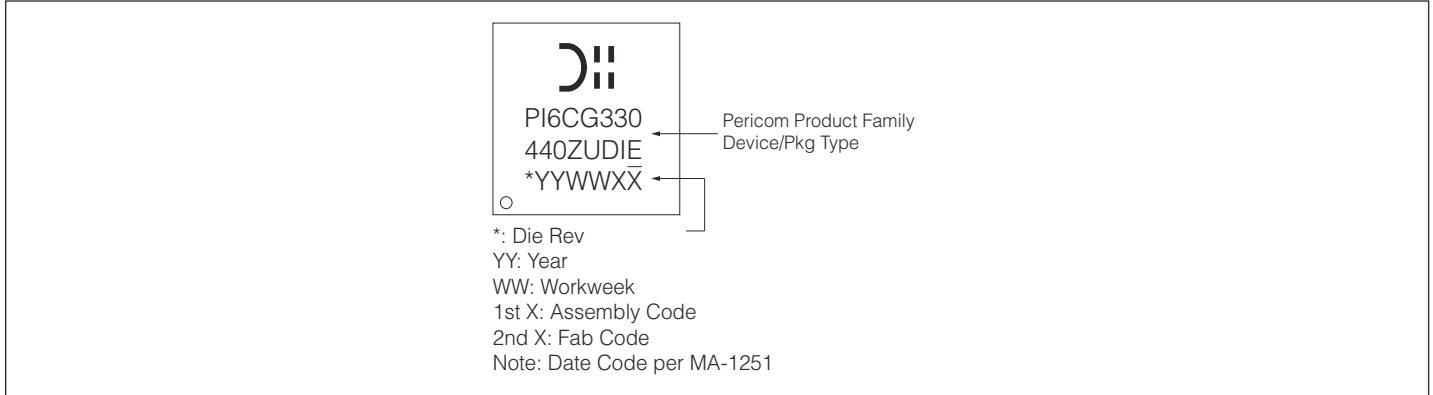 PI6CG330
440ZUDIE
*YYWWXX̅
Pericom Product Family
Device/Pkg Type
*: Die Rev
YY: Year
WW: Workweek
1st X: Assembly Code
2nd X: Fab Code
Note: Date Code per MA-1251